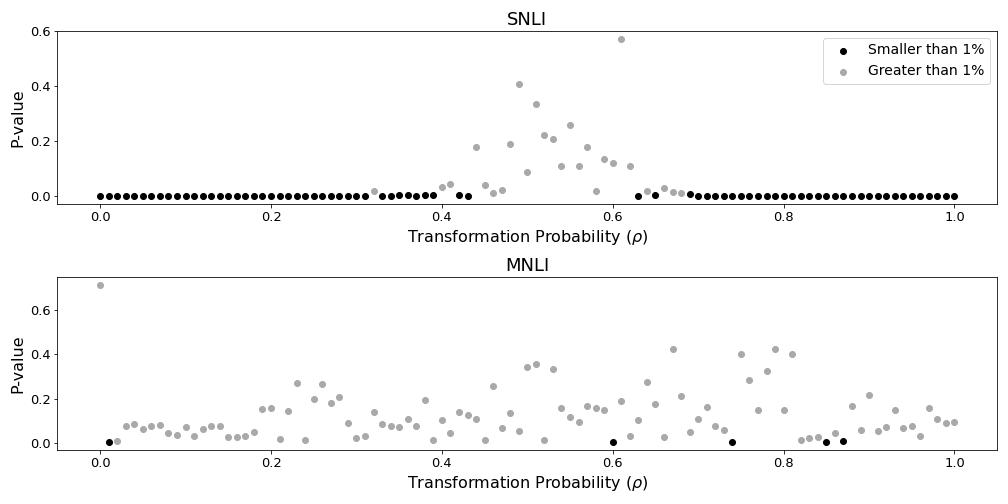 SNLI
0.6
0.4
0.2
0.0
P-value
Smaller than 1%
Greater than 1%
0.0 0.2 0.4 0.6 0.8 1.0
Transformation Probability (ρ)
MNLI
0.6
0.4
0.2
0.0
P-value
0.0 0.2 0.4 0.6 0.8 1.0
Transformation Probability (ρ)